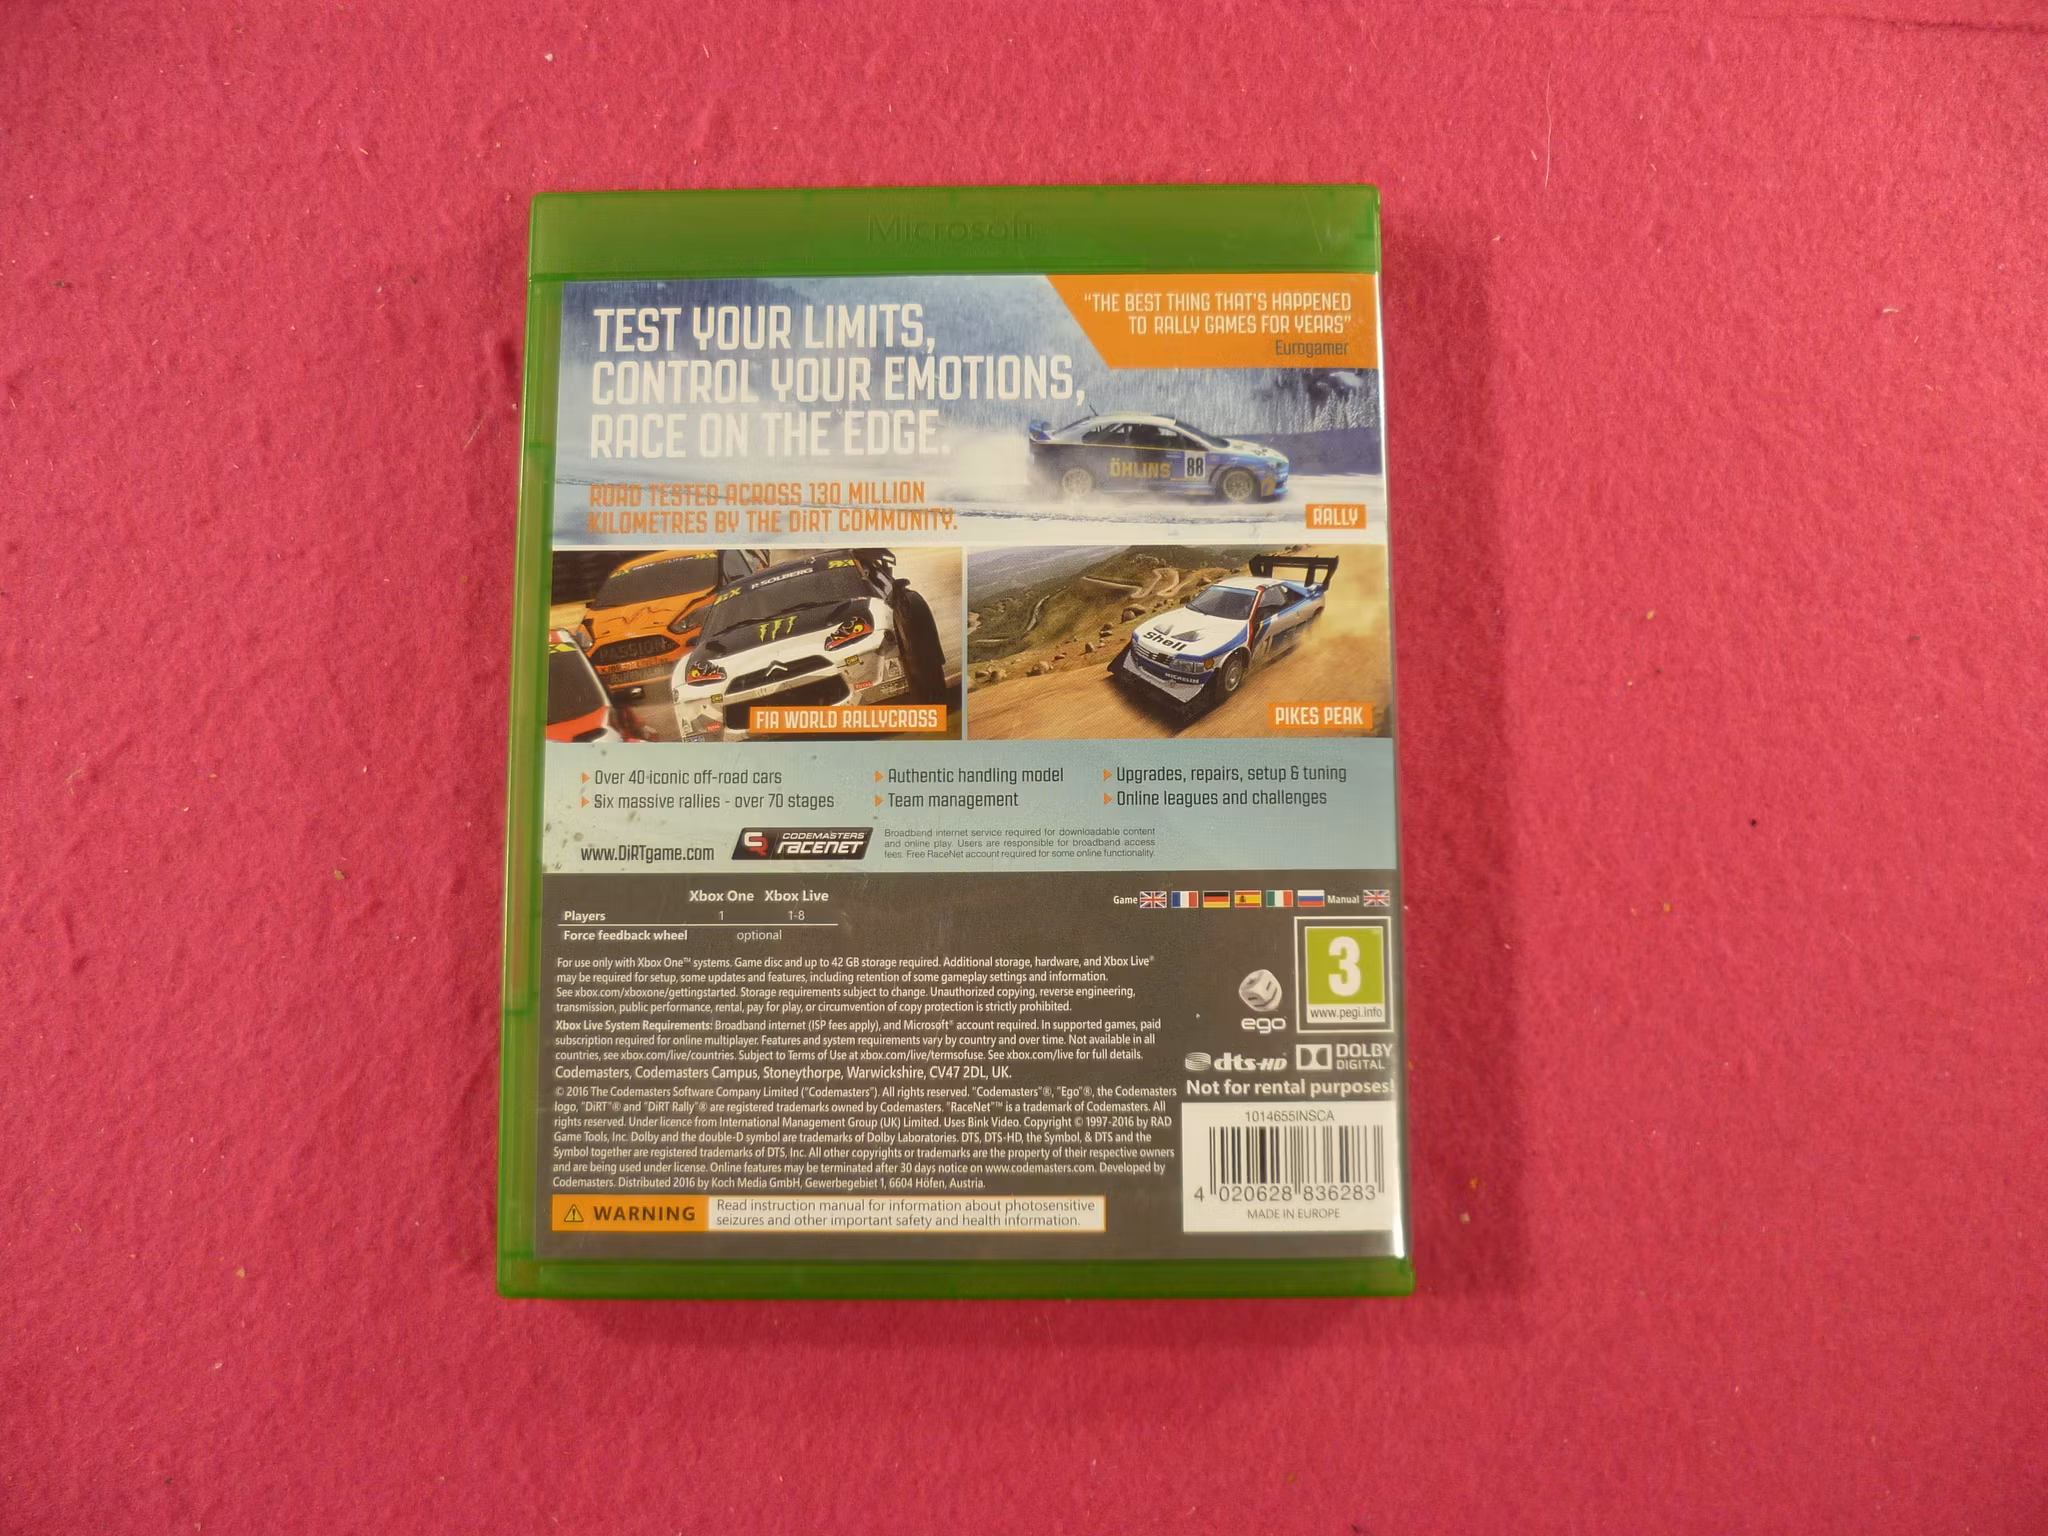 Microsoft
TEST YOUR LIMITS,
CONTROL YOUR EMOTIONS,
RACE ON THE EDGE.
"THE BEST THING THAT'S HAPPENED
TO RALLY GAMES FOR YEARS"
Eurogamer
ROAD TESTED ACROSS 130 MILLION
KILOMETRES BY THE DiRT COMMUNITY.
ÖHLINS 88
RALLY
P. SOLBERG
PASSION
FIA WORLD RALLYCROSS
Shell
MICHELIN
PIKES PEAK
Over 40 iconic off-road cars
Six massive rallies - over 70 stages
Authentic handling model
Team management
Upgrades, repairs, setup & tuning
Online leagues and challenges
www.DiRTgame.com
CODEMASTERS
RACENET
Broadband internet service required for downloadable content
and online play. Users are responsible for broadband access
fees. Free RaceNet account required for some online functionality.
Xbox One Xbox Live
Players 1 1-8
Force feedback wheel optional
Game Manual
For use only with Xbox One™ systems. Game disc and up to 42 GB storage required. Additional storage, hardware, and Xbox Live®
may be required for setup, some updates and features, including retention of some gameplay settings and information.
See xbox.com/xboxone/gettingstarted. Storage requirements subject to change. Unauthorized copying, reverse engineering,
transmission, public performance, rental, pay for play, or circumvention of copy protection is strictly prohibited.
Xbox Live System Requirements: Broadband internet (ISP fees apply), and Microsoft® account required. In supported games, paid
subscription required for online multiplayer. Features and system requirements vary by country and over time. Not available in all
countries, see xbox.com/live/countries. Subject to Terms of Use at xbox.com/live/termsofuse. See xbox.com/live for full details.
Codemasters, Codemasters Campus, Stoneythorpe, Warwickshire, CV47 2DL, UK.
© 2016 The Codemasters Software Company Limited ("Codemasters"). All rights reserved. "Codemasters"®, "Ego"®, the Codemasters
logo, "DiRT"® and "DiRT Rally"® are registered trademarks owned by Codemasters. "RaceNet"™ is a trademark of Codemasters. All
rights reserved. Under licence from International Management Group (UK) Limited. Uses Bink Video. Copyright © 1997-2016 by RAD
Game Tools, Inc. Dolby and the double-D symbol are trademarks of Dolby Laboratories. DTS, DTS-HD, the Symbol, & DTS and the
Symbol together are registered trademarks of DTS, Inc. All other copyrights or trademarks are the property of their respective owners
and are being used under license. Online features may be terminated after 30 days notice on www.codemasters.com. Developed by
Codemasters. Distributed 2016 by Koch Media GmbH, Gewerbegebiet 1, 6604 Höfen, Austria.
WARNING
Read instruction manual for information about photosensitive
seizures and other important safety and health information.
3
www.pegi.info
ego
dts-HD
DOLBY
DIGITAL
Not for rental purposes!
1014655INSCA
4 020628 836283
MADE IN EUROPE